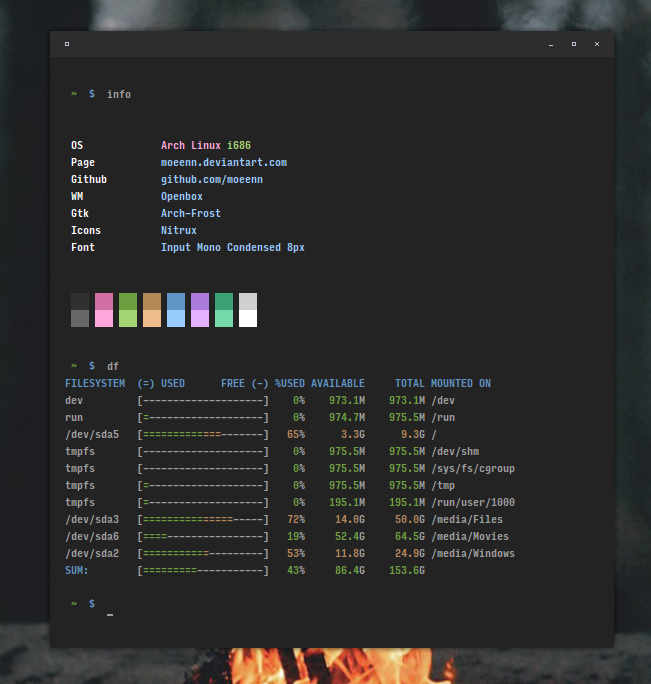 ~ $ info
OS Arch Linux i686
Page moeenn.deviantart.com
Github github.com/moeenn
WM Openbox
Gtk Arch-Frost
Icons Nitrux
Font Input Mono Condensed 8px
~ $ df
FILESYSTEM (=) USED FREE (-) %USED AVAILABLE TOTAL MOUNTED ON
dev [--------------------] 0% 973.1M 973.1M /dev
run [=-------------------] 0% 974.7M 975.5M /run
/dev/sda5 [=============-------] 65% 3.3G 9.3G /
tmpfs [--------------------] 0% 975.5M 975.5M /dev/shm
tmpfs [--------------------] 0% 975.5M 975.5M /sys/fs/cgroup
tmpfs [=-------------------] 0% 975.5M 975.5M /tmp
tmpfs [=-------------------] 0% 195.1M 195.1M /run/user/1000
/dev/sda3 [===============-----] 72% 14.0G 50.0G /media/Files
/dev/sda6 [====----------------] 19% 52.4G 64.5G /media/Movies
/dev/sda2 [===========---------] 53% 11.8G 24.9G /media/Windows
SUM: [=========-----------] 43% 86.4G 153.6G
~ $ _